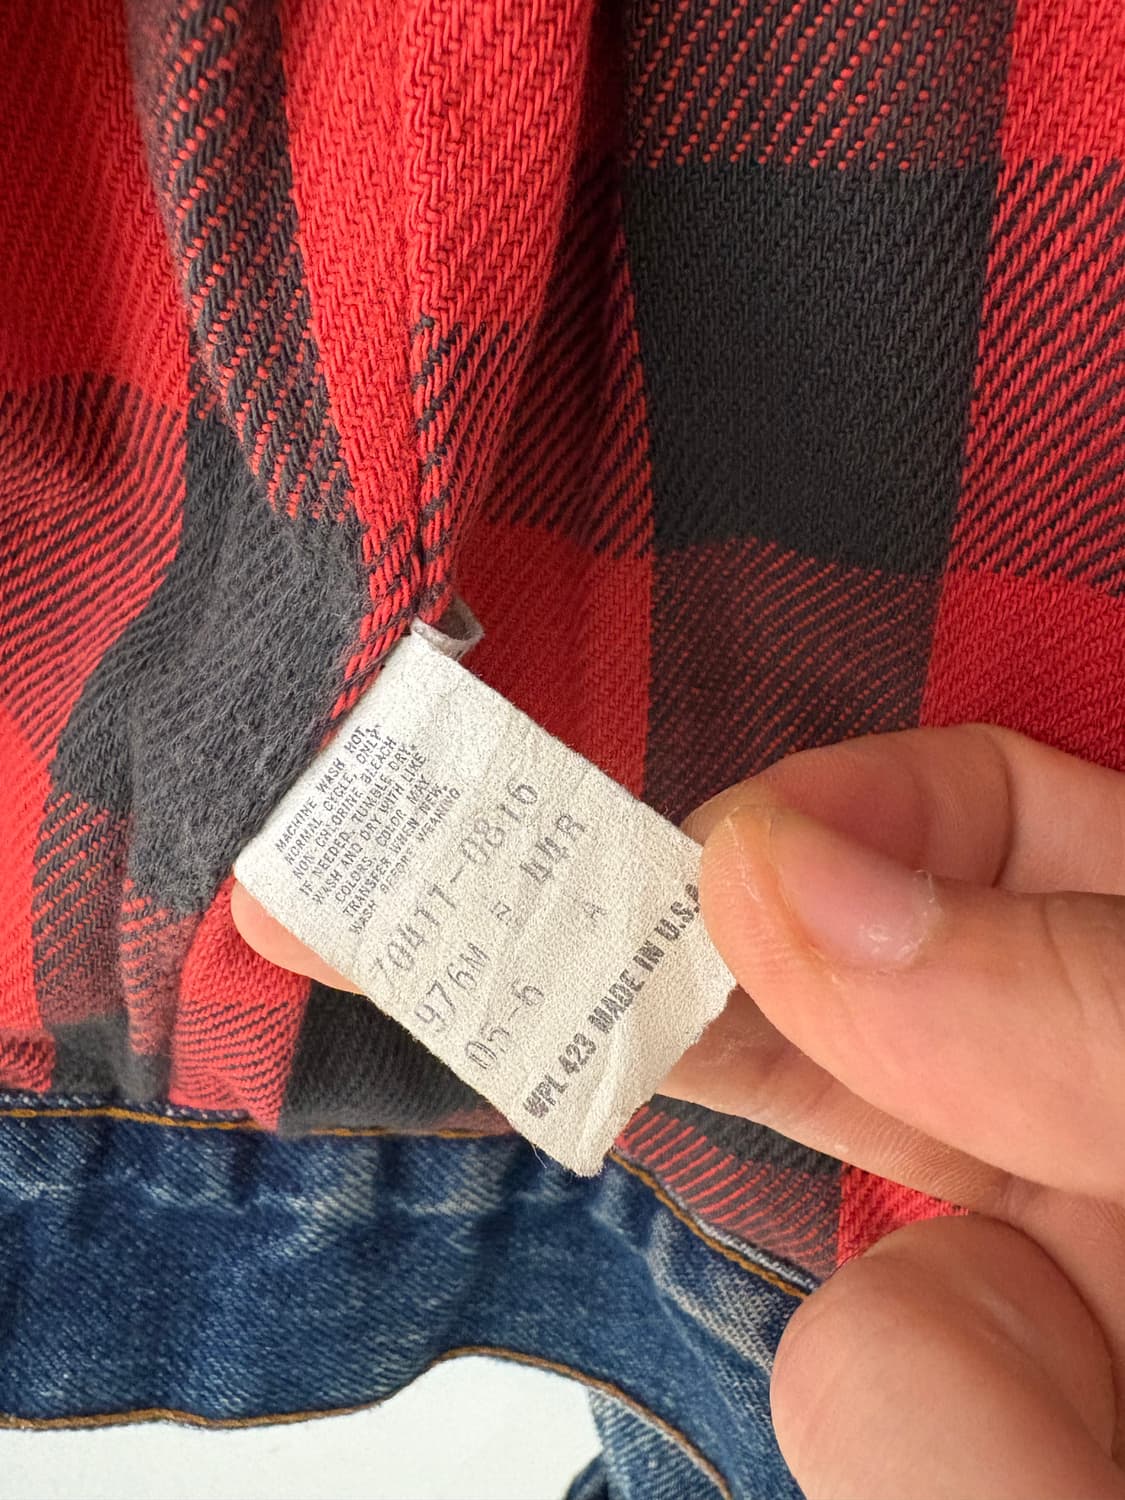 MACHINE WASH HOT,
NORMAL CYCLE, ONLY
NON-CHLORINE BLEACH
IF NEEDED. TUMBLE DRY.
WASH AND DRY WITH LIKE
COLORS. COLOR MAY
TRANSFER WHEN NEW.
WASH BEFORE WEARING
70411-0816
976M Z 44R
05-6 A
WPL 423 MADE IN U.S.A